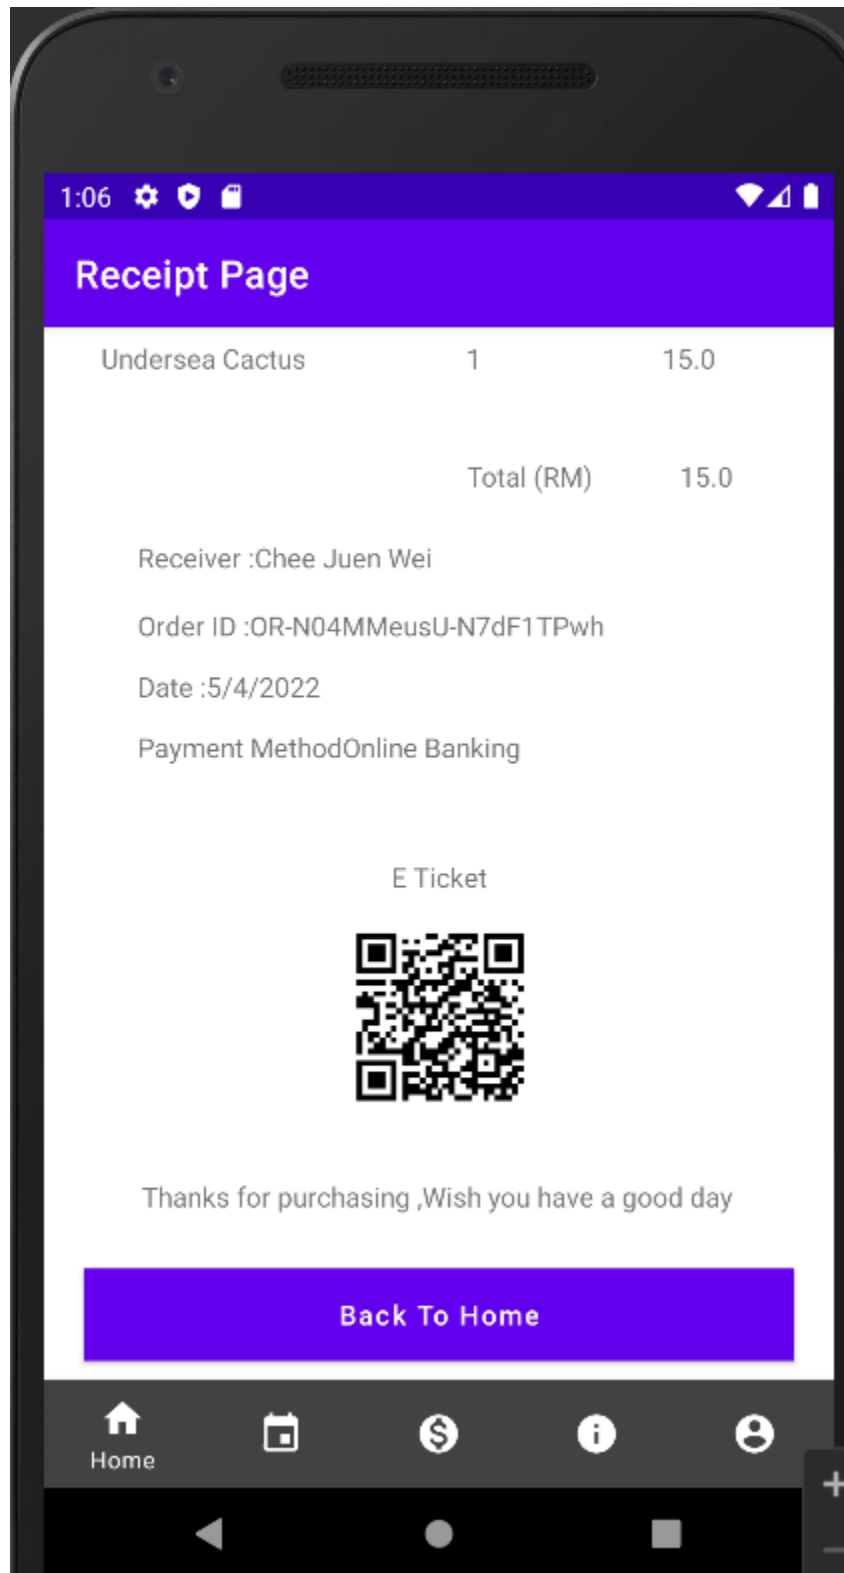 1:06
Receipt Page
Undersea Cactus 1 15.0
Total (RM) 15.0
Receiver :Chee Juen Wei
Order ID :OR-N04MMeusU-N7dF1TPwh
Date :5/4/2022
Payment MethodOnline Banking
E Ticket
Thanks for purchasing ,Wish you have a good day
Back To Home
Home